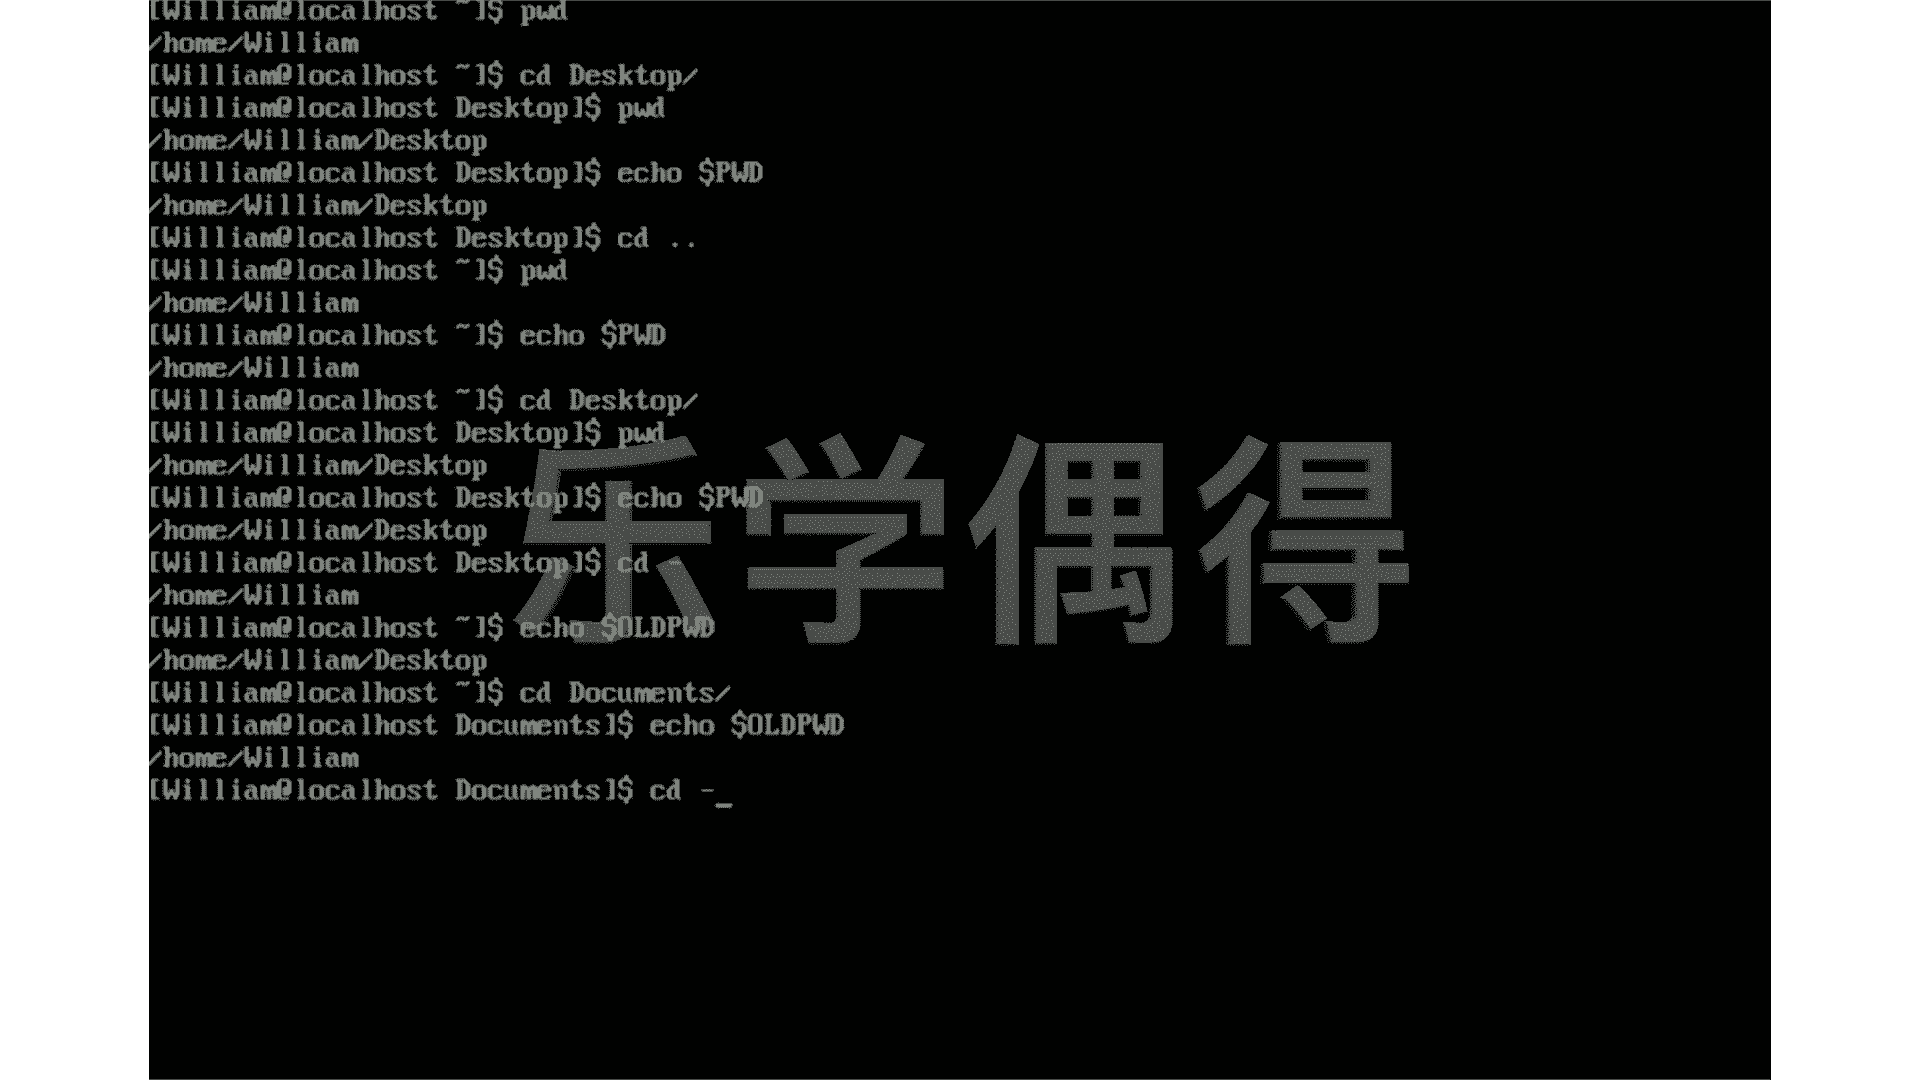 [William@localhost ~]$ pwd
/home/William
[William@localhost ~]$ cd Desktop/
[William@localhost Desktop]$ pwd
/home/William/Desktop
[William@localhost Desktop]$ echo $PWD
/home/William/Desktop
[William@localhost Desktop]$ cd ..
[William@localhost ~]$ pwd
/home/William
[William@localhost ~]$ echo $PWD
/home/William
[William@localhost ~]$ cd Desktop/
[William@localhost Desktop]$ pwd
/home/William/Desktop
[William@localhost Desktop]$ echo $PWD
/home/William/Desktop
[William@localhost Desktop]$ cd -
/home/William
[William@localhost ~]$ echo $OLDPWD
/home/William/Desktop
[William@localhost ~]$ cd Documents/
[William@localhost Documents]$ echo $OLDPWD
/home/William
[William@localhost Documents]$ cd -_
乐学偶得